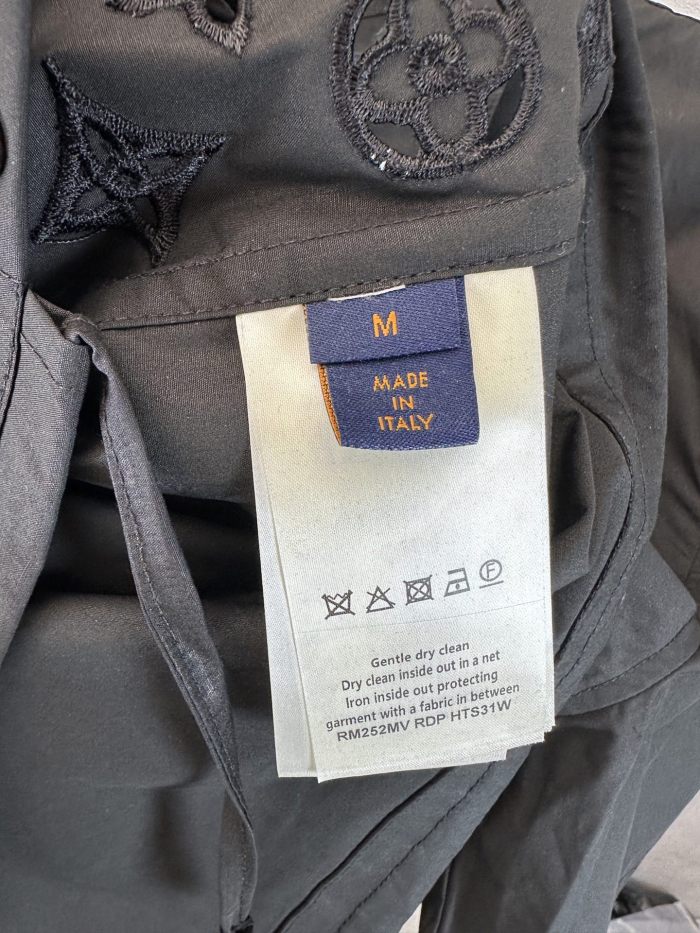 M
MADE
IN
ITALY
F
Gentle dry clean
Dry clean inside out in a net
Iron inside out protecting
garment with a fabric in between
RM252MV RDP HTS31W